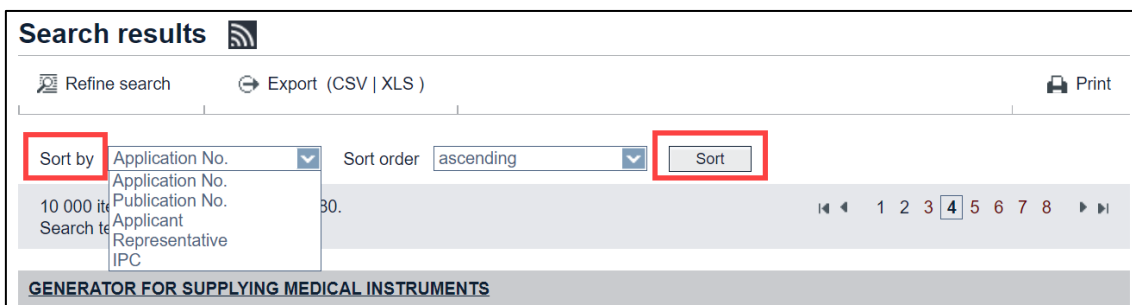 Search results
Refine search Export (CSV | XLS ) Print
Sort by Application No. Sort order ascending Sort
Application No.
Publication No.
Applicant
Representative
IPC
10 000 80.
Search
1 2 3 4 5 6 7 8
GENERATOR FOR SUPPLYING MEDICAL INSTRUMENTS